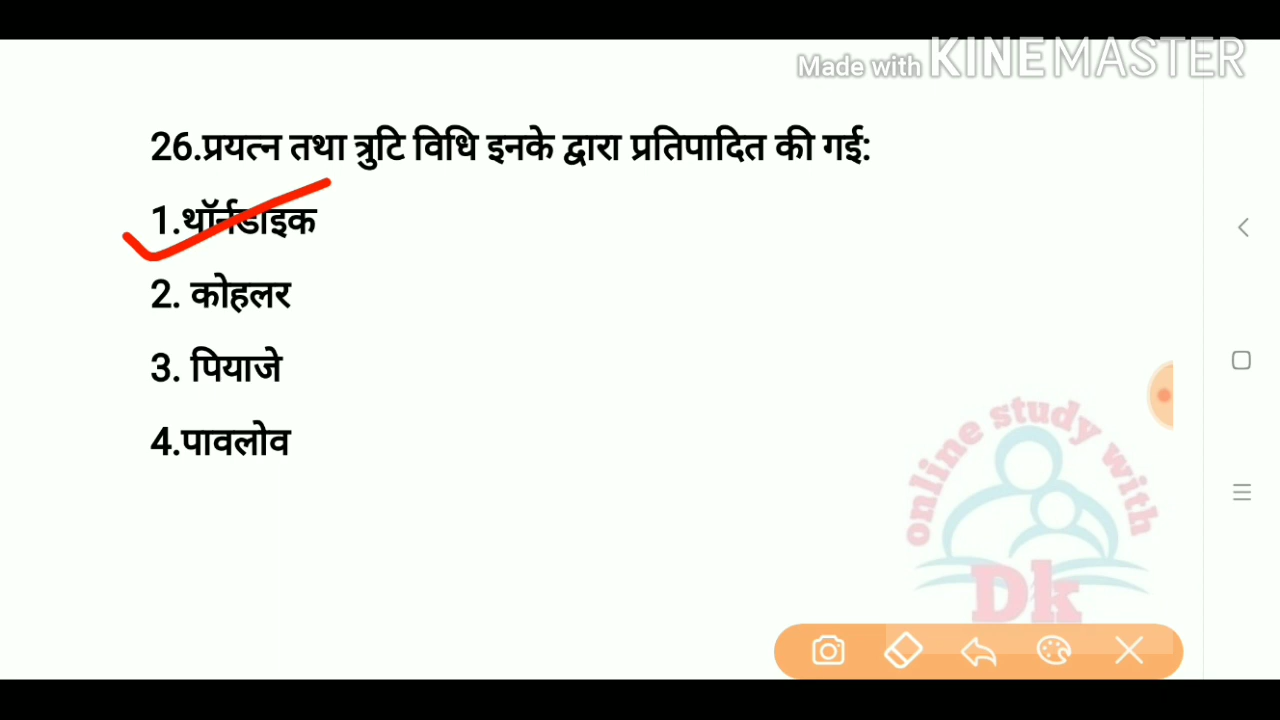 Made with KINEMASTER
26.प्रयत्न तथा त्रुटि विधि इनके द्वारा प्रतिपादित की गई:
1.थॉर्नडाइक
2. कोहलर
3. पियाजे
4.पावलोव
online study with
Dk